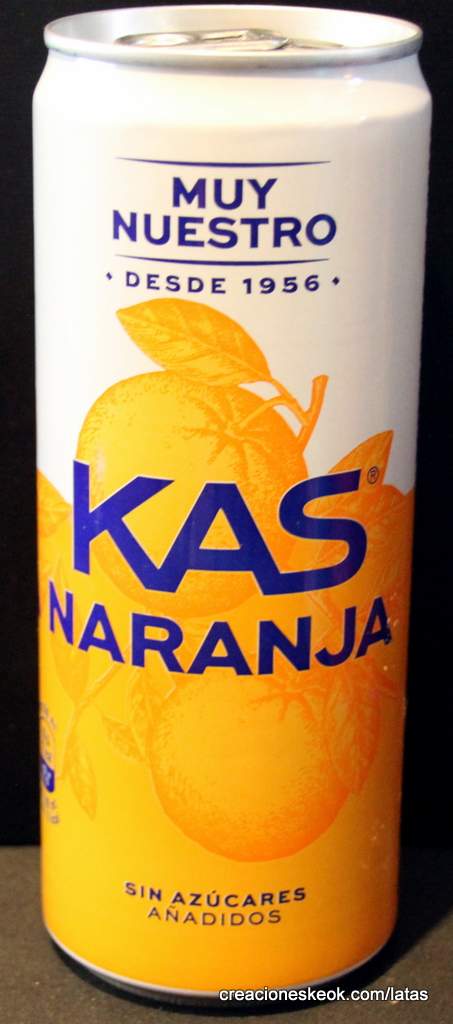 MUY
NUESTRO
DESDE 1956
KAS®
NARANJA
SIN AZÚCARES
AÑADIDOS
creacioneskeok.com/latas